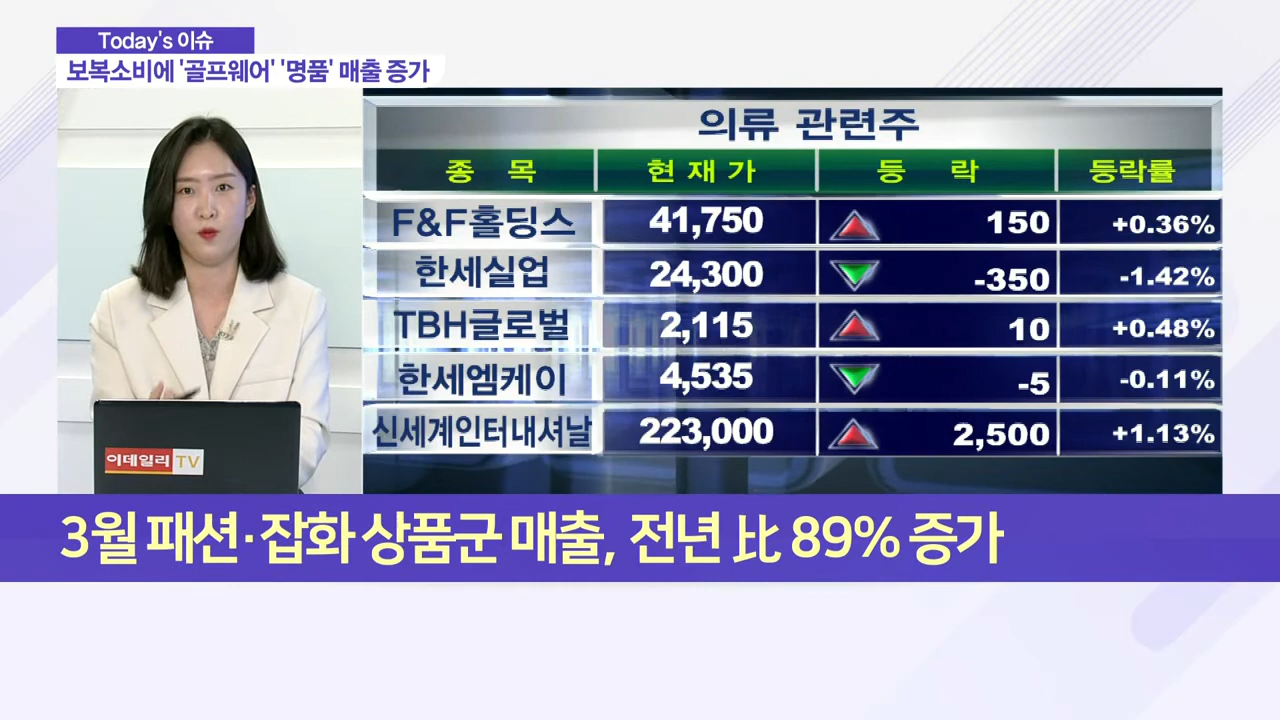 Today's 이슈
보복소비에 '골프웨어' '명품' 매출 증가
의류 관련주
종목 현재가 등락 등락률
F&F홀딩스 41,750 150 +0.36%
한세실업 24,300 -350 -1.42%
TBH글로벌 2,115 10 +0.48%
한세엠케이 4,535 -5 -0.11%
신세계인터내셔날 223,000 2,500 +1.13%
이데일리TV
3월 패션·잡화 상품군 매출, 전년 比 89% 증가